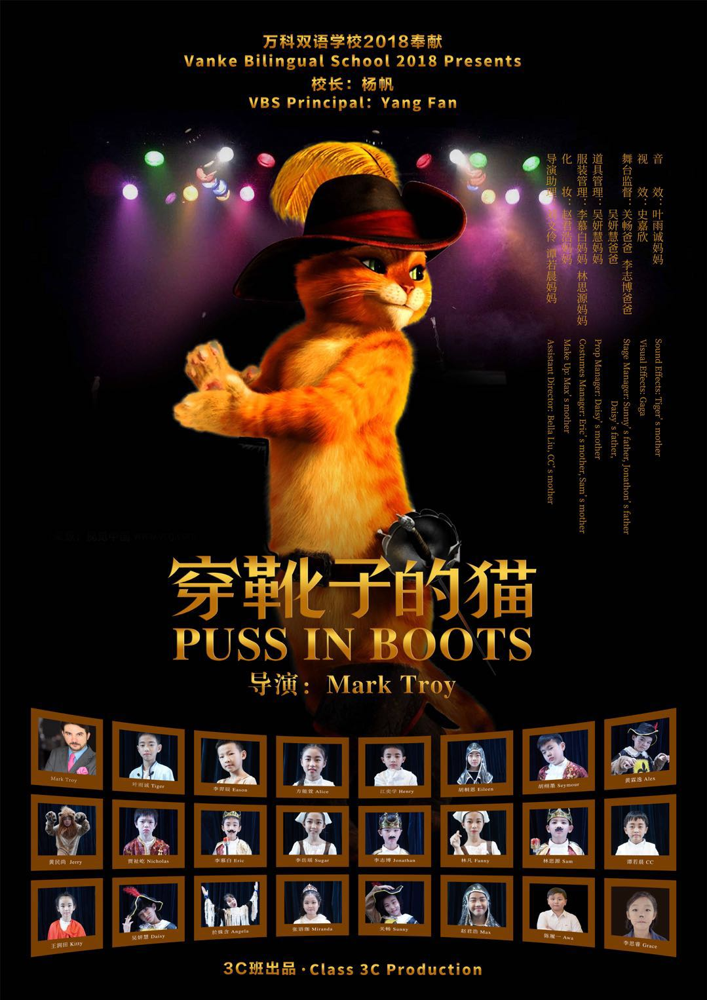 万科双语学校2018奉献
Vanke Bilingual School 2018 Presents
校长：杨帆
VBS Principal：Yang Fan
音效：叶雨诚妈妈
视效：史嘉欣
舞台监督：关畅爸爸 李志博爸爸
吴妍慧爸爸
道具管理：吴妍慧妈妈
服装管理：李慕白妈妈 林思源妈妈
化妆：赵君浩妈妈
导演助理：刘文伶 谭若晨妈妈
Sound Effects: Tiger's mother
Visual Effects: Gaga
Stage Manager: Sunny's father, Jonathon's father
Daisy's father,
Prop Manager: Daisy's mother
Costumes Manager: Eric's mother, Sam's mother
Make Up: Max's mother
Assistant Director: Bella Liu, CC's mother
穿靴子的猫
PUSS IN BOOTS
导演：Mark Troy
Mark Troy
叶雨诚 Tiger
李羿辰 Eason
方能萱 Alice
江奕学 Henry
胡桐恩 Eileen
胡栩墨 Seymour
黄霖逸 Alex
黄民尚 Jerry
贾祉屹 Nicholas
李慕白 Eric
李岳瑶 Sugar
李志博 Jonathan
林凡 Fanny
林思源 Sam
谭若晨 CC
王润田 Kitty
吴妍慧 Daisy
於姝含 Angela
张语珈 Miranda
关畅 Sunny
赵君浩 Max
陈履一 Awa
李思睿 Grace
3C班出品·Class 3C Production